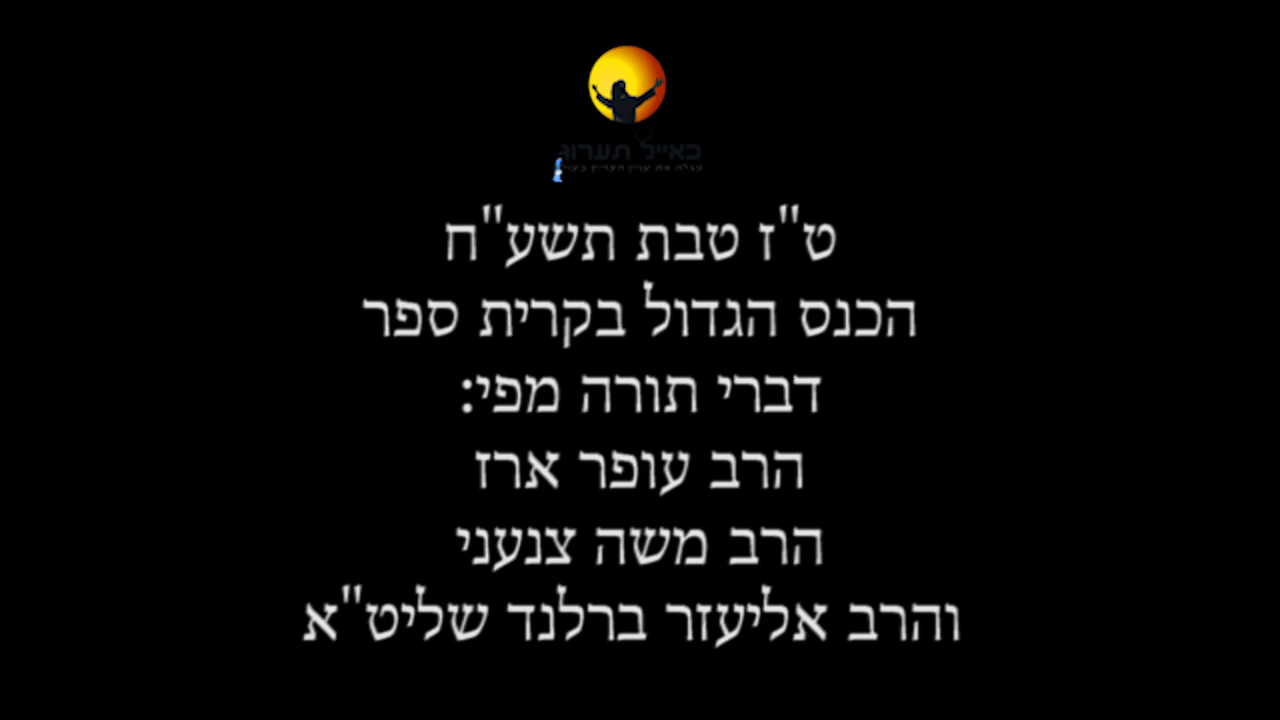 כאייל תערוג
ט"ז טבת תשע"ח
הכנס הגדול בקרית ספר
דברי תורה מפי:
הרב עופר ארז
הרב משה צנעני
והרב אליעזר ברלנד שליט"א